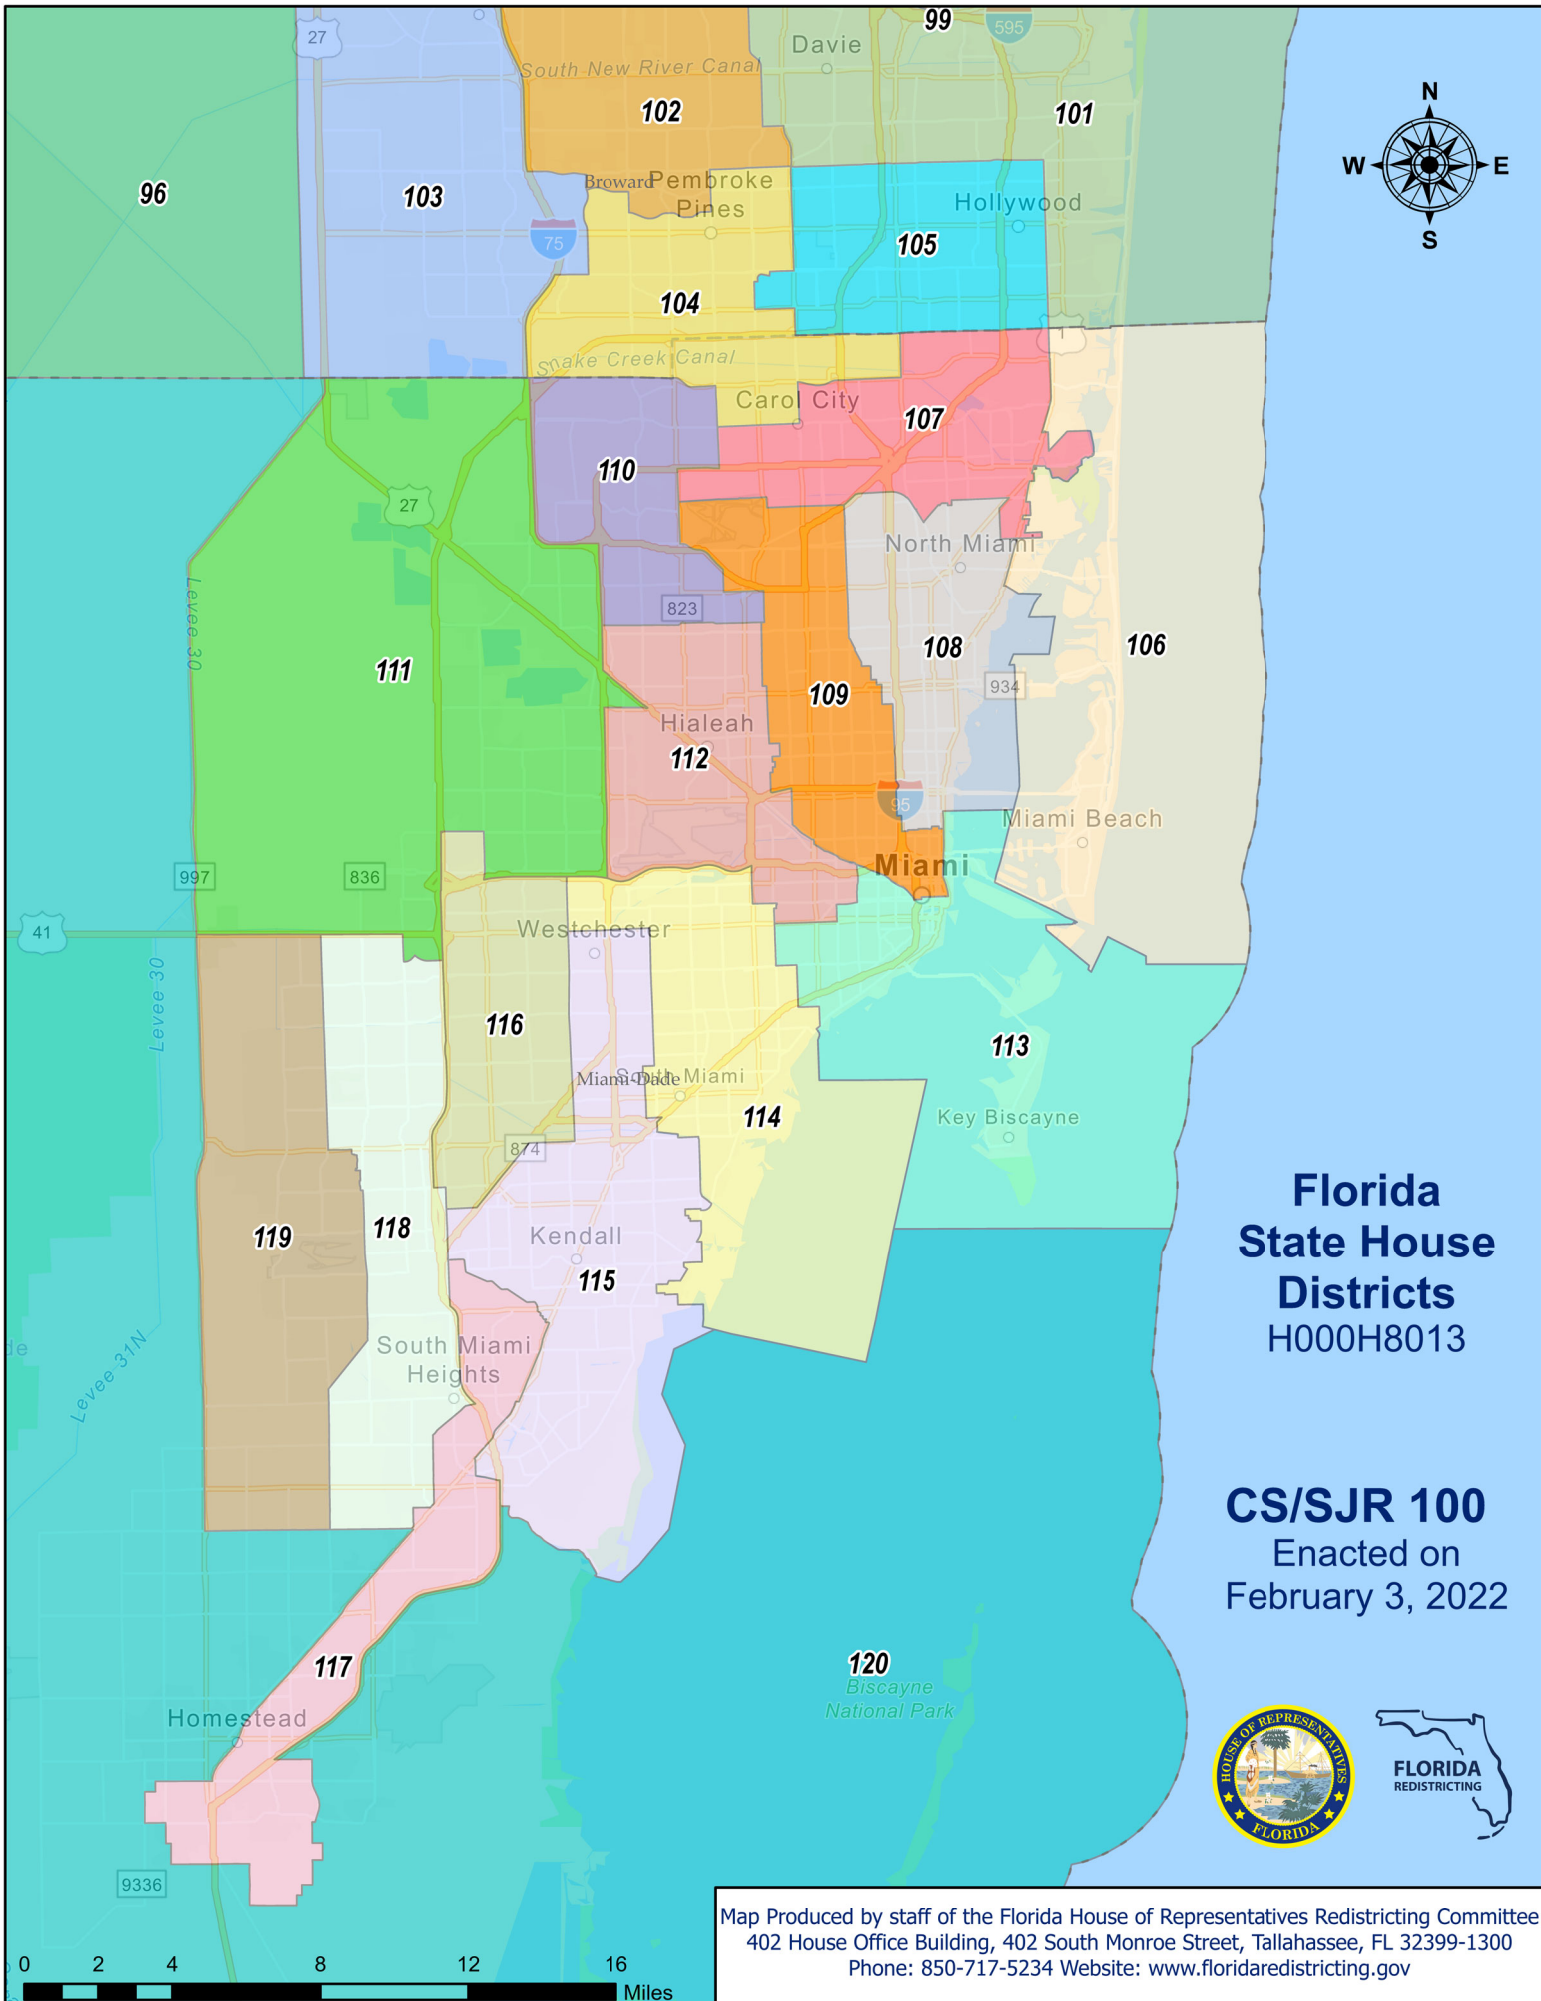 99
27
595
Davie
South New River Canal
102
101
N
W
E
S
96
103
Broward
Pembroke
Pines
Hollywood
75
105
104
1
Snake Creek Canal
Carol City
107
110
27
North Miami
Levee 30
823
108
106
111
934
109
Hialeah
112
95
Miami Beach
Miami
997
836
41
Westchester
Levee 30
116
113
Miami-Dade
South Miami
114
Key Biscayne
874
Florida
State House
Districts
H000H8013
119
118
Kendall
115
de
Levee 31N
South Miami
Heights
CS/SJR 100
Enacted on
February 3, 2022
117
120
Biscayne
National Park
Homestead
HOUSE OF REPRESENTATIVES
FLORIDA
FLORIDA
REDISTRICTING
9336
Map Produced by staff of the Florida House of Representatives Redistricting Committee
402 House Office Building, 402 South Monroe Street, Tallahassee, FL 32399-1300
Phone: 850-717-5234 Website: www.floridaredistricting.gov
0 2 4 8 12 16
Miles